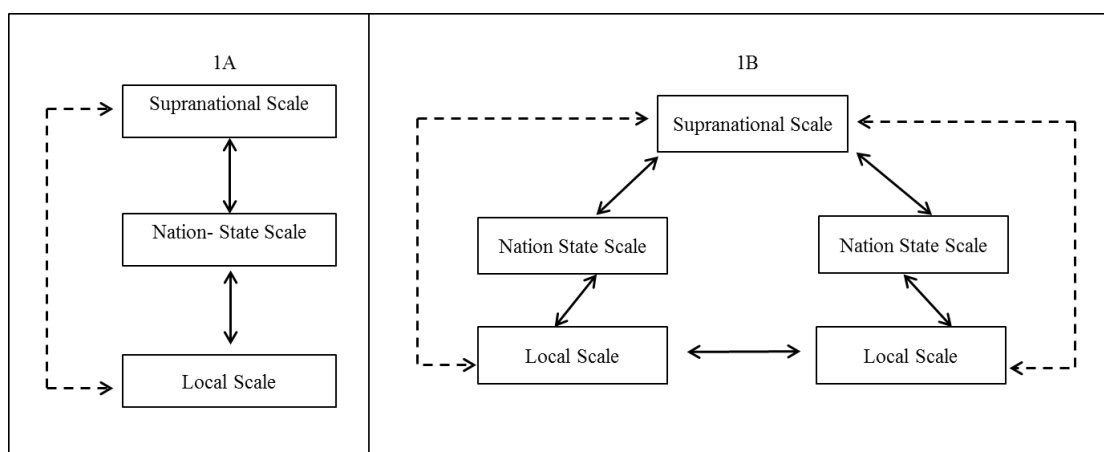 1A
Supranational Scale
Nation- State Scale
Local Scale
1B
Supranational Scale
Nation State Scale
Nation State Scale
Local Scale
Local Scale